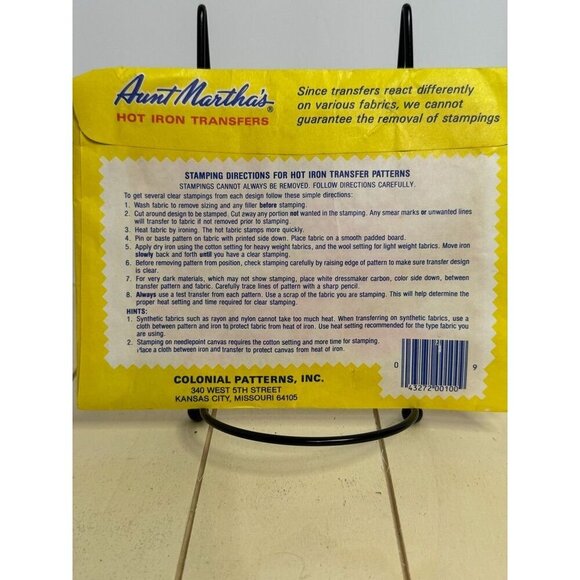 Aunt Martha's®
HOT IRON TRANSFERS
Since transfers react differently
on various fabrics, we cannot
guarantee the removal of stampings
STAMPING DIRECTIONS FOR HOT IRON TRANSFER PATTERNS
STAMPINGS CANNOT ALWAYS BE REMOVED. FOLLOW DIRECTIONS CAREFULLY.
To get several clear stampings from each design follow these simple directions:
1. Wash fabric to remove sizing and any filler before stamping.
2. Cut around design to be stamped. Cut away any portion not wanted in the stamping. Any smear marks or unwanted lines
will transfer to fabric if not removed prior to stamping.
3. Heat fabric by ironing. The hot fabric stamps more quickly.
4. Pin or baste pattern on fabric with printed side down. Place fabric on a smooth padded board.
5. Apply dry iron using the cotton setting for heavy weight fabrics, and the wool setting for light weight fabrics. Move iron
slowly back and forth until you have a clear stamping.
6. Before removing pattern from position, check stamping carefully by raising edge of pattern to make sure transfer design
is clear.
7. For very dark materials, which may not show stamping, place white dressmaker carbon, color side down, between
transfer pattern and fabric. Carefully trace lines of pattern with a sharp pencil.
8. Always use a test transfer from each pattern. Use a scrap of the fabric you are stamping. This will help determine the
proper heat setting and time required for clear stamping.
HINTS:
1. Synthetic fabrics such as rayon and nylon cannot take too much heat. When transferring on synthetic fabrics, use a
cloth between pattern and iron to protect fabric from heat of iron. Use heat setting recommended for the type fabric you
are using.
2. Stamping on needlepoint canvas requires the cotton setting and more time for stamping.
Place a cloth between iron and transfer to protect canvas from heat of iron.
COLONIAL PATTERNS, INC.
340 WEST 5TH STREET
KANSAS CITY, MISSOURI 64105
0 9
43272 00100